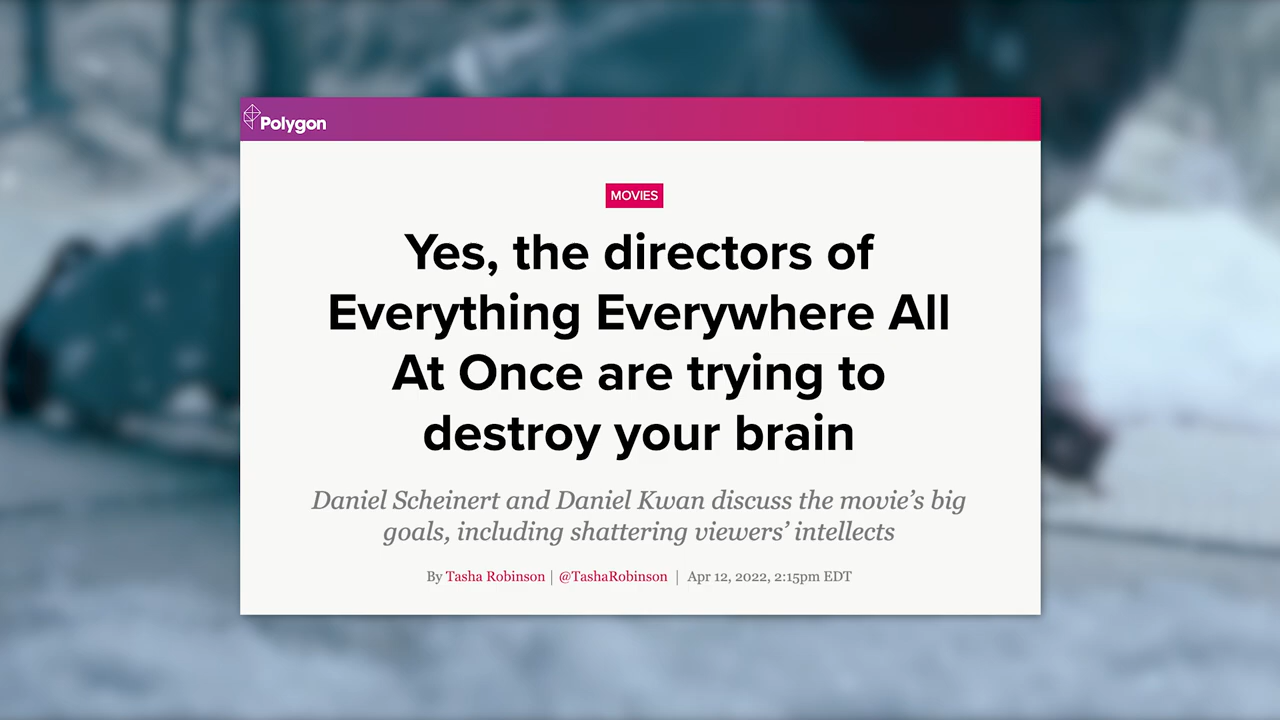 Polygon
MOVIES
Yes, the directors of
Everything Everywhere All
At Once are trying to
destroy your brain
Daniel Scheinert and Daniel Kwan discuss the movie’s big
goals, including shattering viewers’ intellects
By Tasha Robinson | @TashaRobinson | Apr 12, 2022, 2:15pm EDT